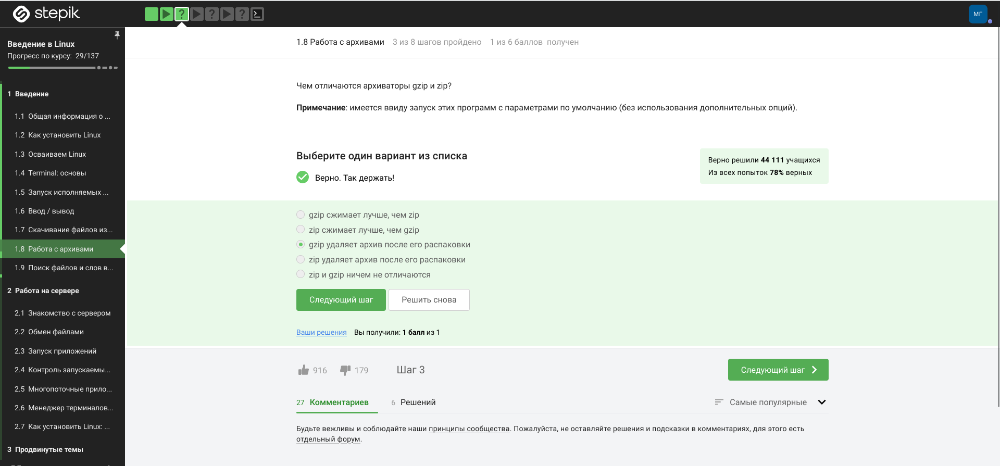 stepik
МГ
Введение в Linux
Прогресс по курсу: 29/137
1 Введение
1.1 Общая информация о ...
1.2 Как установить Linux
1.3 Осваиваем Linux
1.4 Terminal: основы
1.5 Запуск исполняемых ...
1.6 Ввод / вывод
1.7 Скачивание файлов из...
1.8 Работа с архивами
1.9 Поиск файлов и слов в...
2 Работа на сервере
2.1 Знакомство с сервером
2.2 Обмен файлами
2.3 Запуск приложений
2.4 Контроль запускаемы...
2.5 Многопоточные прило...
2.6 Менеджер терминалов...
2.7 Как установить Linux: ...
3 Продвинутые темы
1.8 Работа с архивами 3 из 8 шагов пройдено 1 из 6 баллов получен
Чем отличаются архиваторы gzip и zip?
Примечание: имеется ввиду запуск этих программ с параметрами по умолчанию (без использования дополнительных опций).
Выберите один вариант из списка
Верно решили 44 111 учащихся
Из всех попыток 78% верных
Верно. Так держать!
gzip сжимает лучше, чем zip
zip сжимает лучше, чем gzip
gzip удаляет архив после его распаковки
zip удаляет архив после его распаковки
zip и gzip ничем не отличаются
Следующий шаг Решить снова
Ваши решения Вы получили: 1 балл из 1
916 179 Шаг 3 Следующий шаг
27 Комментариев 6 Решений Самые популярные
Будьте вежливы и соблюдайте наши принципы сообщества. Пожалуйста, не оставляйте решения и подсказки в комментариях, для этого есть
отдельный форум.